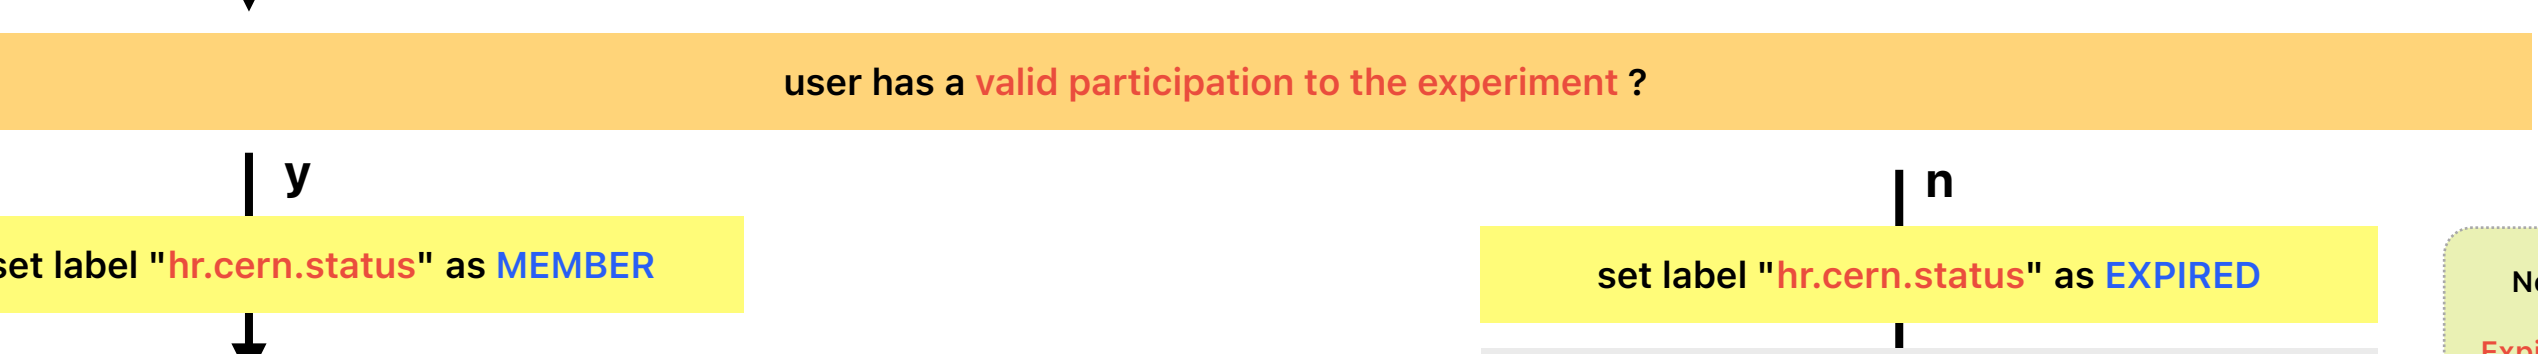 user has a valid participation to the experiment ?
y
n
set label "hr.cern.status" as MEMBER
set label "hr.cern.status" as EXPIRED